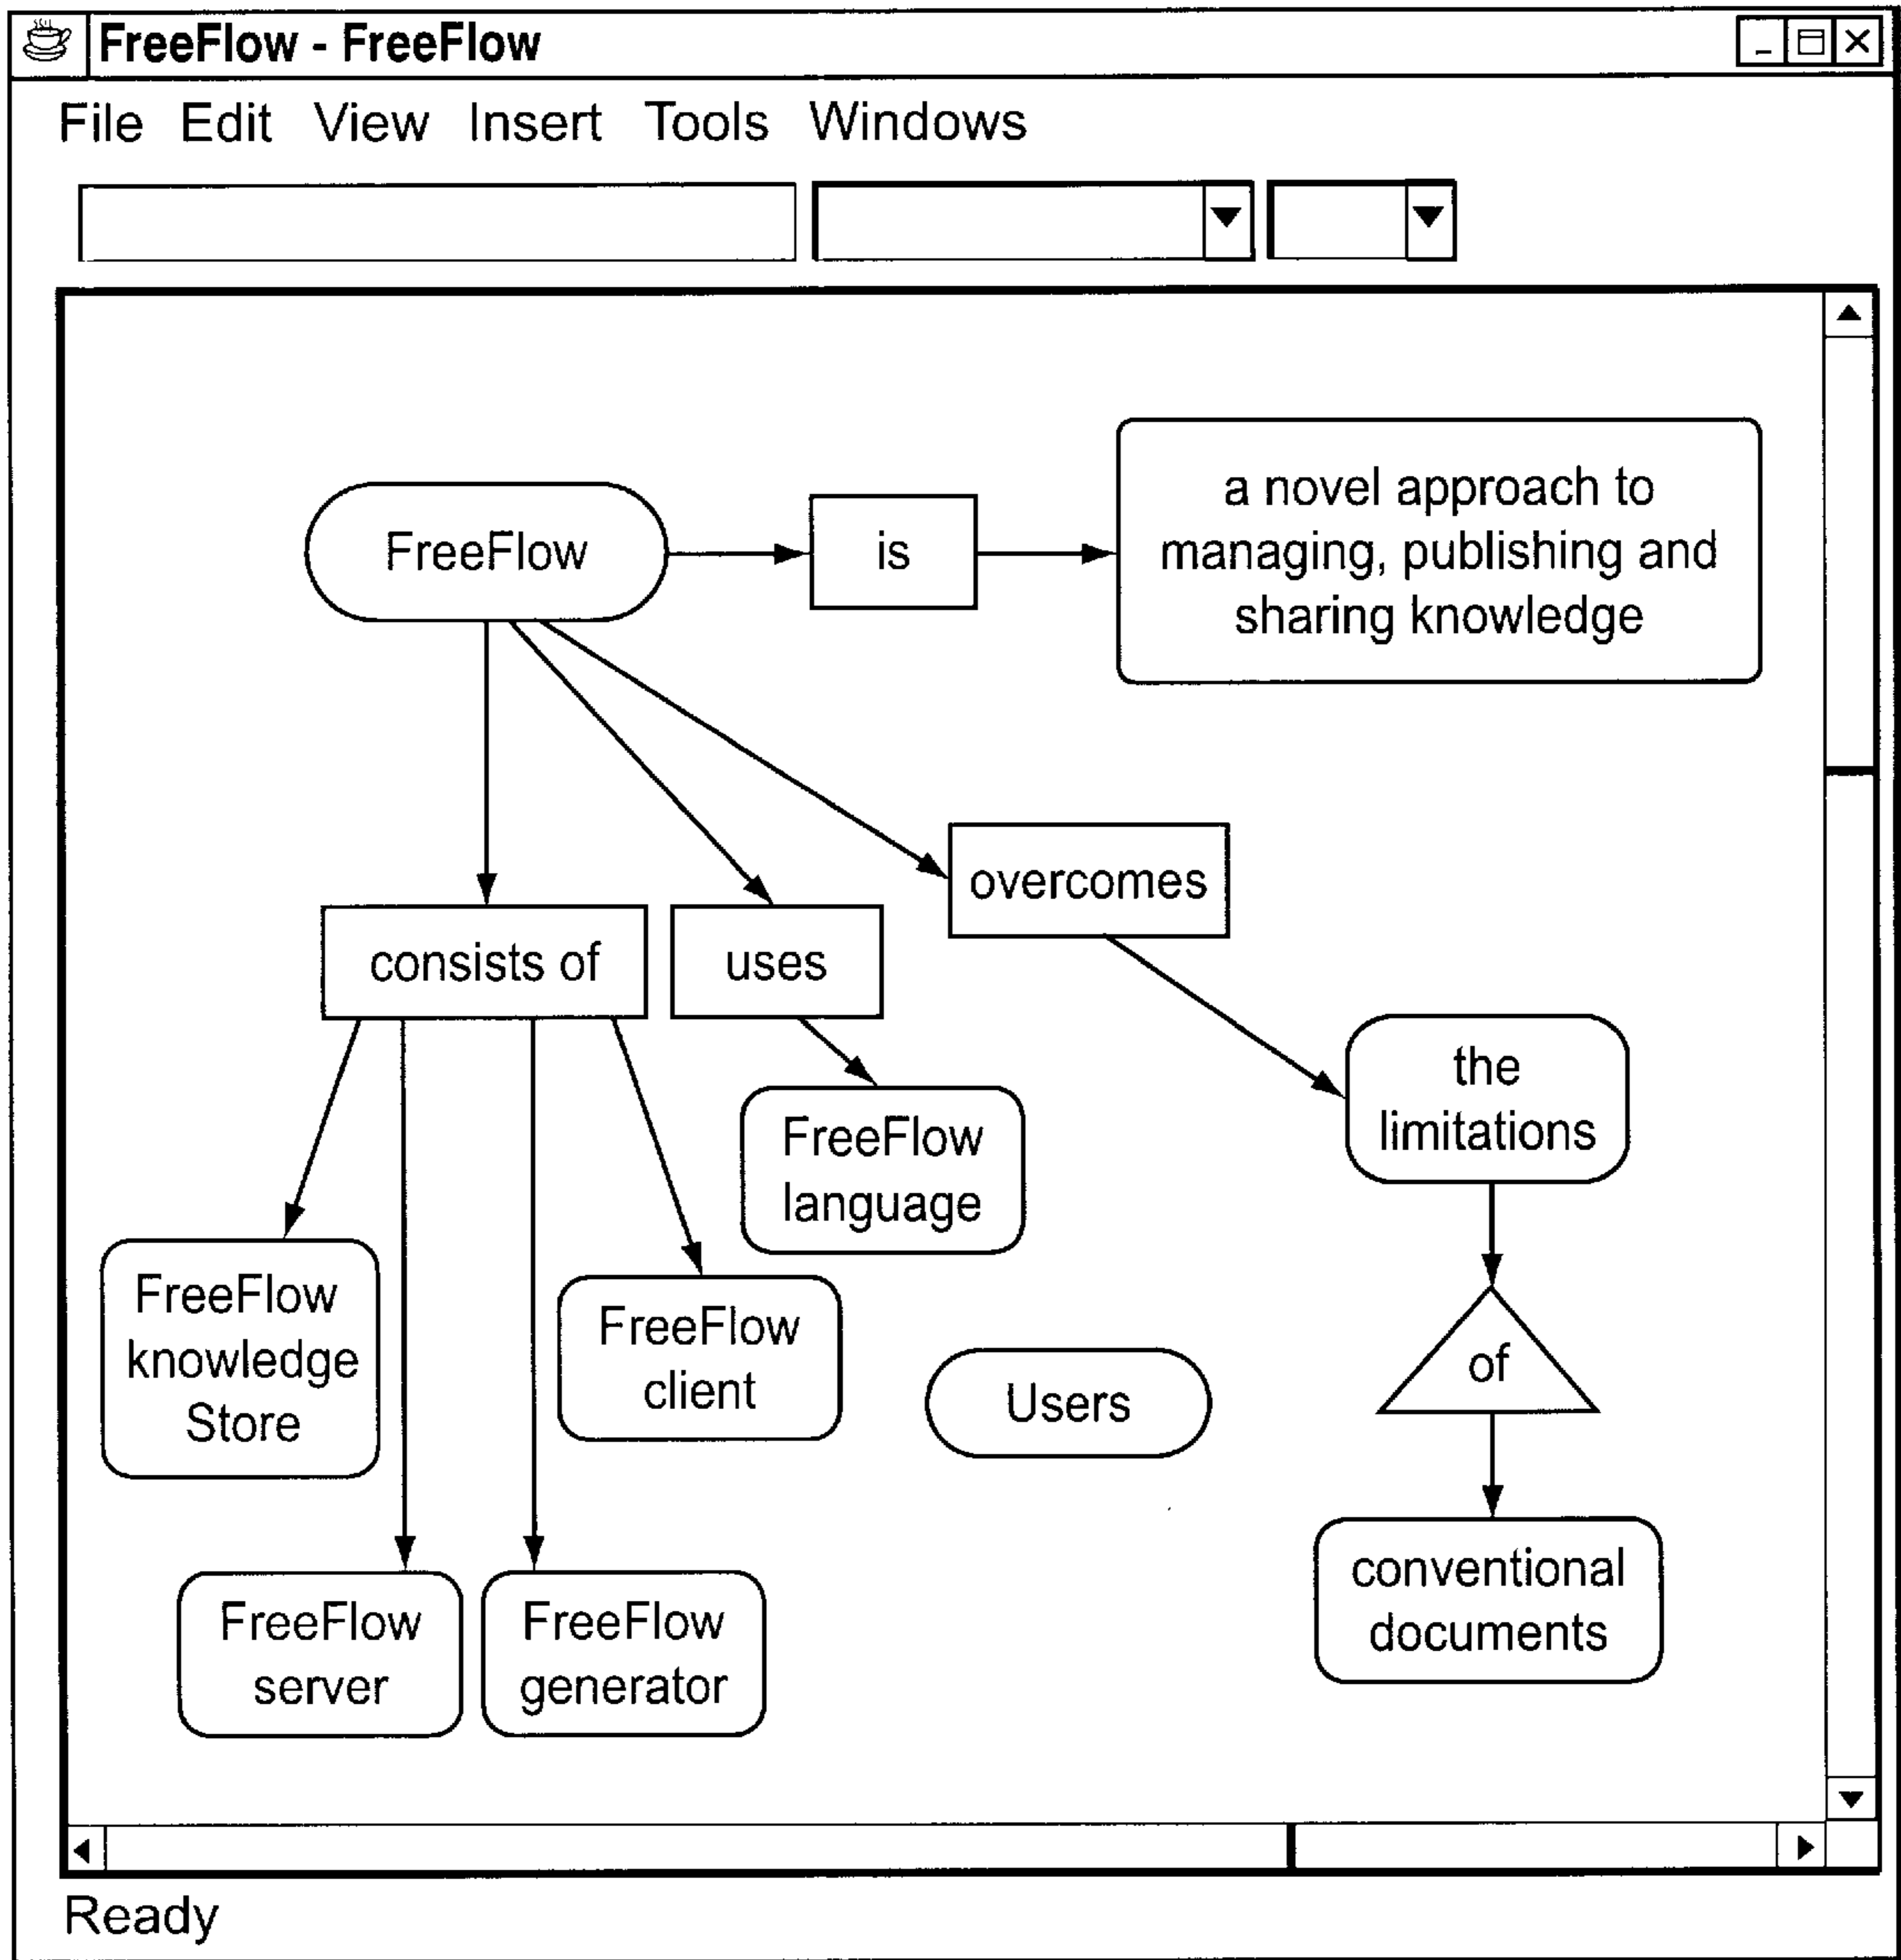 FreeFlow - FreeFlow
File Edit View Insert Tools Windows
FreeFlow
is
a novel approach to
managing, publishing and
sharing knowledge
overcomes
consists of
uses
the
limitations
FreeFlow
language
FreeFlow
knowledge
Store
FreeFlow
client
Users
of
FreeFlow
server
FreeFlow
generator
conventional
documents
Ready